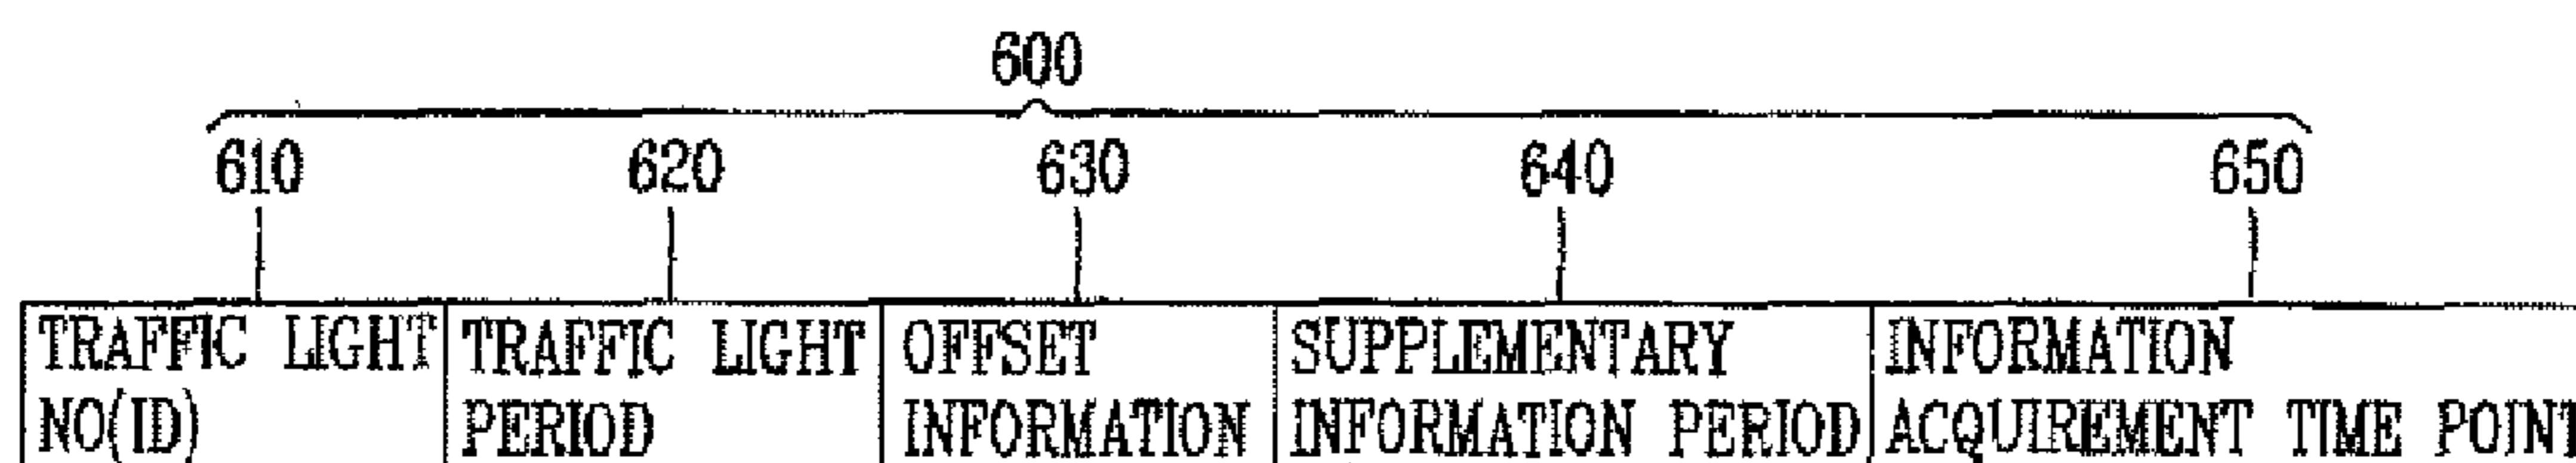 600
610 620 630 640 650
TRAFFIC LIGHT NO(ID)
TRAFFIC LIGHT PERIOD
OFFSET INFORMATION
SUPPLEMENTARY INFORMATION PERIOD
INFORMATION ACQUIREMENT TIME POINT